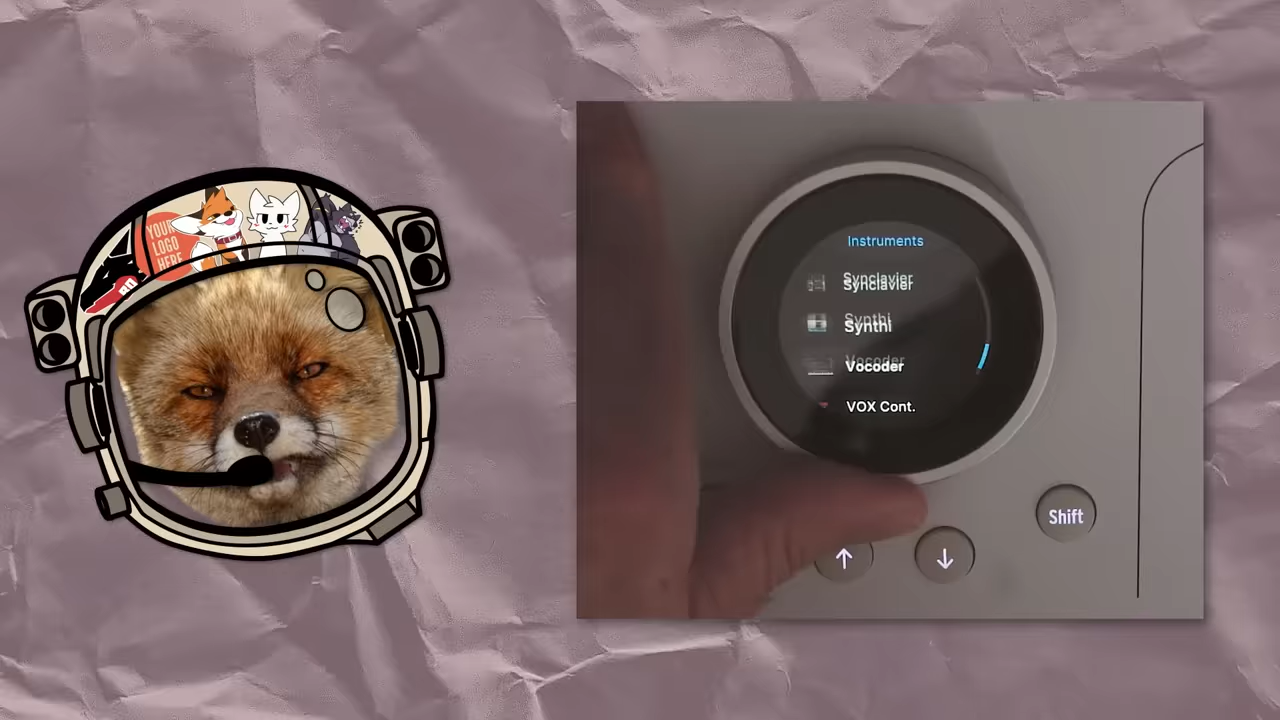 YOUR
LOGO
HERE
Instruments
Synclavier
Synthi
Vocoder
VOX Cont.
Shift